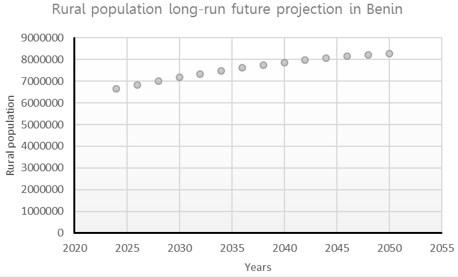 Rural population long-run future projection in Benin
9000000
8000000
7000000
6000000
5000000
4000000
3000000
2000000
1000000
0
Rural population
2020 2025 2030 2035 2040 2045 2050 2055
Years